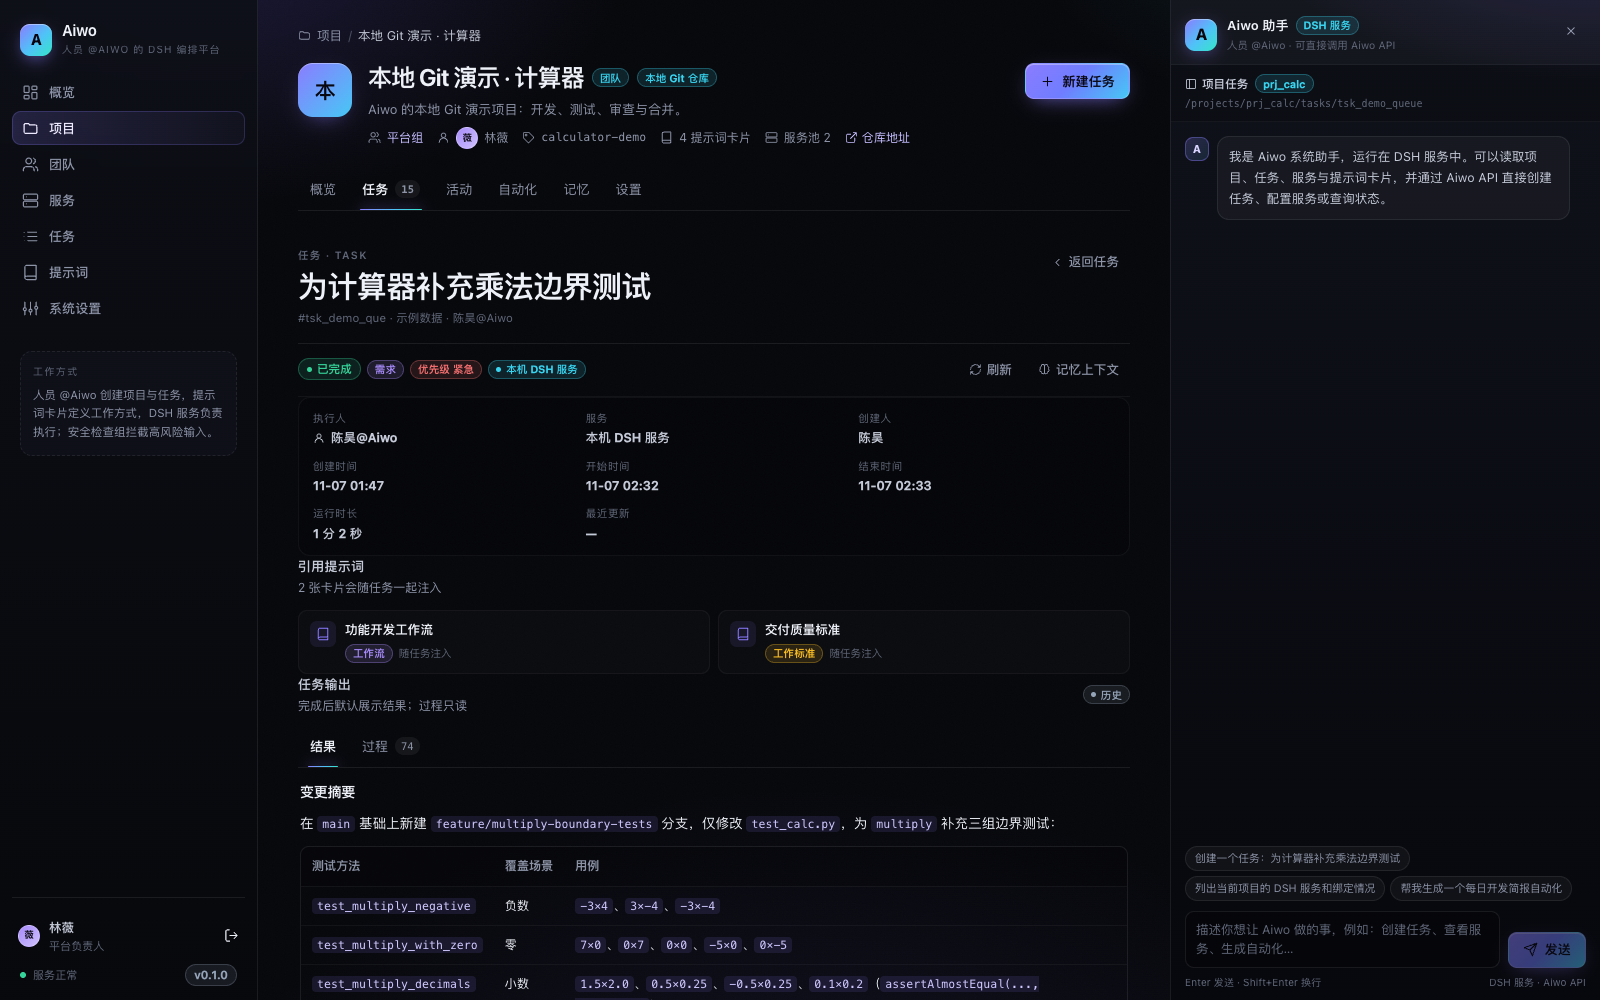 A
Aiwo
人员 @AIWO 的 DSH 编排平台
概览
项目
团队
服务
任务
提示词
系统设置
工作方式
人员 @Aiwo 创建项目与任务，提示
词卡片定义工作方式，DSH 服务负责
执行；安全检查组拦截高风险输入。
薇
林薇
平台负责人
服务正常
v0.1.0
项目 / 本地 Git 演示 · 计算器
本
本地 Git 演示 · 计算器
团队
本地 Git 仓库
新建任务
Aiwo 的本地 Git 演示项目：开发、测试、审查与合并。
平台组
薇 林薇
calculator-demo
4 提示词卡片
服务池 2
仓库地址
概览
任务 15
活动
自动化
记忆
设置
任务 · TASK
为计算器补充乘法边界测试
#tsk_demo_que · 示例数据 · 陈昊@Aiwo
返回任务
已完成
需求
优先级 紧急
本机 DSH 服务
刷新
记忆上下文
执行人
陈昊@Aiwo
服务
本机 DSH 服务
创建人
陈昊
创建时间
11-07 01:47
开始时间
11-07 02:32
结束时间
11-07 02:33
运行时长
1 分 2 秒
最近更新
—
引用提示词
2 张卡片会随任务一起注入
功能开发工作流
工作流 随任务注入
交付质量标准
工作标准 随任务注入
任务输出
完成后默认展示结果；过程只读
历史
结果
过程 74
变更摘要
在 main 基础上新建 feature/multiply-boundary-tests 分支，仅修改 test_calc.py，为 multiply 补充三组边界测试：
测试方法 覆盖场景 用例
test_multiply_negative 负数 −3×4、3×−4、−3×−4
test_multiply_with_zero 零 7×0、0×7、0×0、−5×0、0×−5
test_multiply_decimals 小数 1.5×2.0、0.5×0.25、−0.5×0.25、0.1×0.2（assertAlmostEqual(...,
A
Aiwo 助手
DSH 服务
人员 @Aiwo · 可直接调用 Aiwo API
项目任务 prj_calc
/projects/prj_calc/tasks/tsk_demo_queue
A
我是 Aiwo 系统助手，运行在 DSH 服务中。可以读取项
目、任务、服务与提示词卡片，并通过 Aiwo API 直接创建
任务、配置服务或查询状态。
创建一个任务：为计算器补充乘法边界测试
列出当前项目的 DSH 服务和绑定情况
帮我生成一个每日开发简报自动化
描述你想让 Aiwo 做的事，例如：创建任务、查看服
务、生成自动化…
发送
Enter 发送 · Shift+Enter 换行
DSH 服务 · Aiwo API